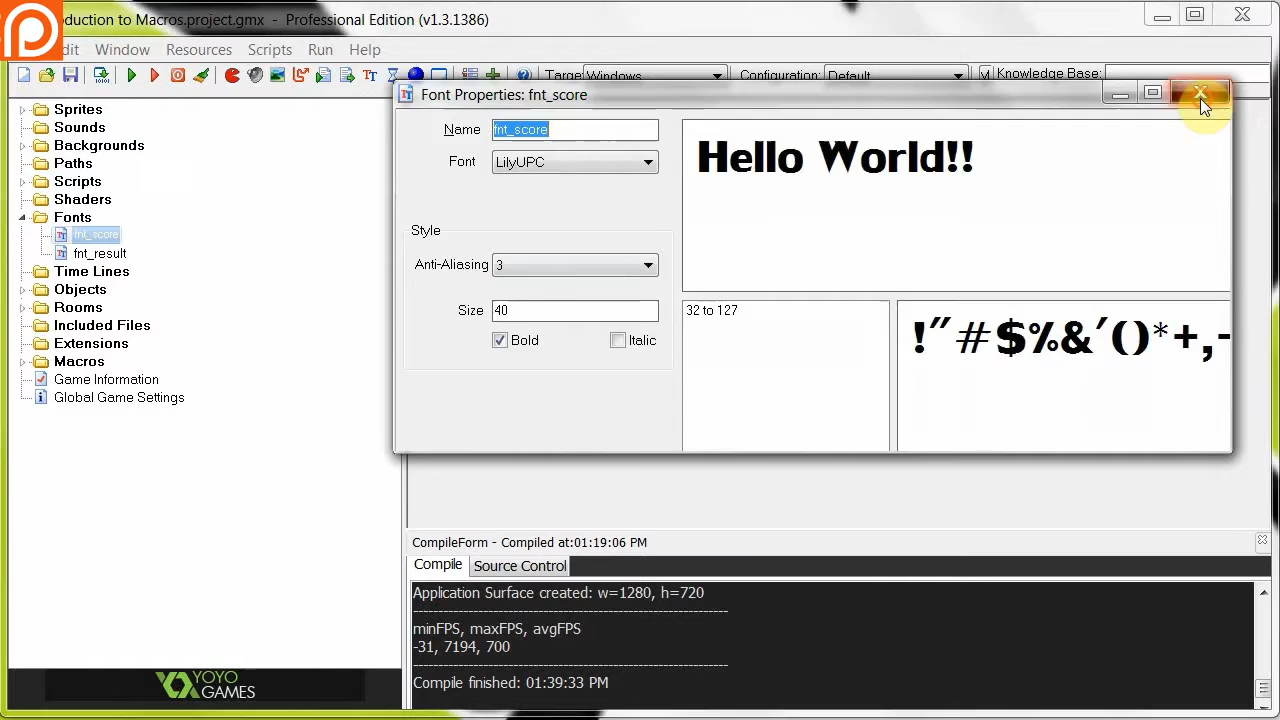 oduction to Macros.project.gmx - Professional Edition (v1.3.1386)
dit Window Resources Scripts Run Help
Target Windows Configuration: Default Knowledge Base:
Font Properties: fnt_score
Sprites
Sounds
Backgrounds
Paths
Scripts
Shaders
Fonts
fnt_score
fnt_result
Time Lines
Objects
Rooms
Included Files
Extensions
Macros
Game Information
Global Game Settings
Name fnt_score
Font LilyUPC
Style
Anti-Aliasing 3
Size 40
Bold Italic
Hello World!!
32 to 127
!"#$%&'()*+,-
CompileForm - Compiled at:01:19:06 PM
Compile Source Control
Application Surface created: w=1280, h=720
------------------------------------------------------------
minFPS, maxFPS, avgFPS
-31, 7194, 700
------------------------------------------------------------
Compile finished: 01:39:33 PM
YOYO
GAMES